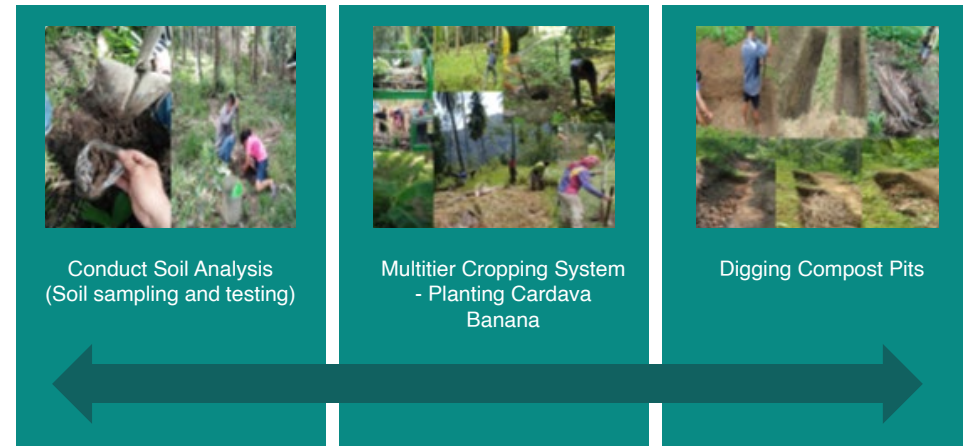 Conduct Soil Analysis
(Soil sampling and testing)
Multitier Cropping System
- Planting Cardava
Banana
Digging Compost Pits